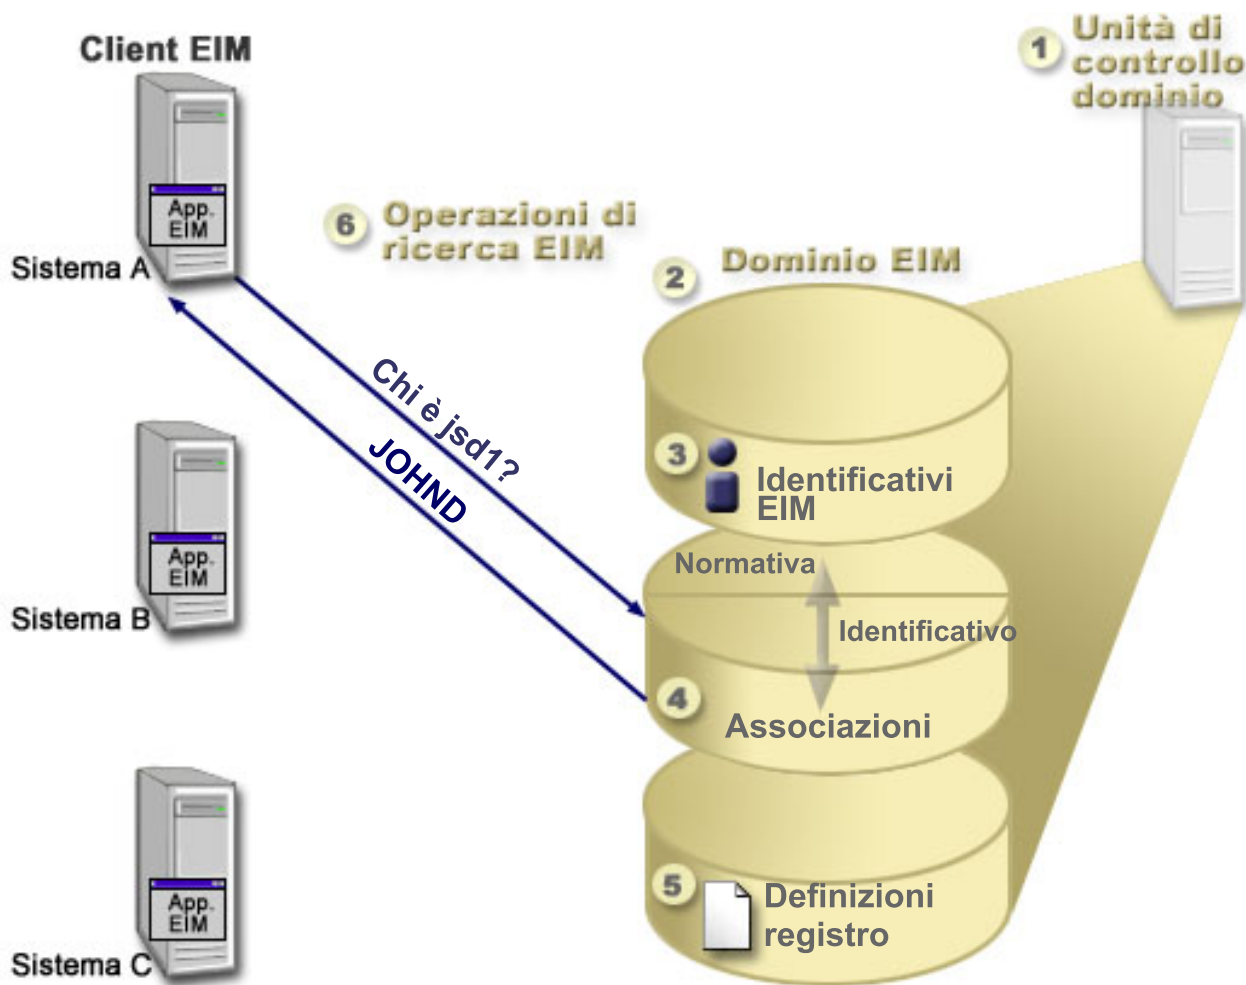 Client EIM
1
Unità di
controllo
dominio
App.
EIM
Sistema A
6
Operazioni di
ricerca EIM
2
Dominio EIM
Chi è jsd1?
JOHND
3
Identificativi
EIM
App.
EIM
Sistema B
Normativa
Identificativo
4
Associazioni
App.
EIM
Sistema C
5
Definizioni
registro